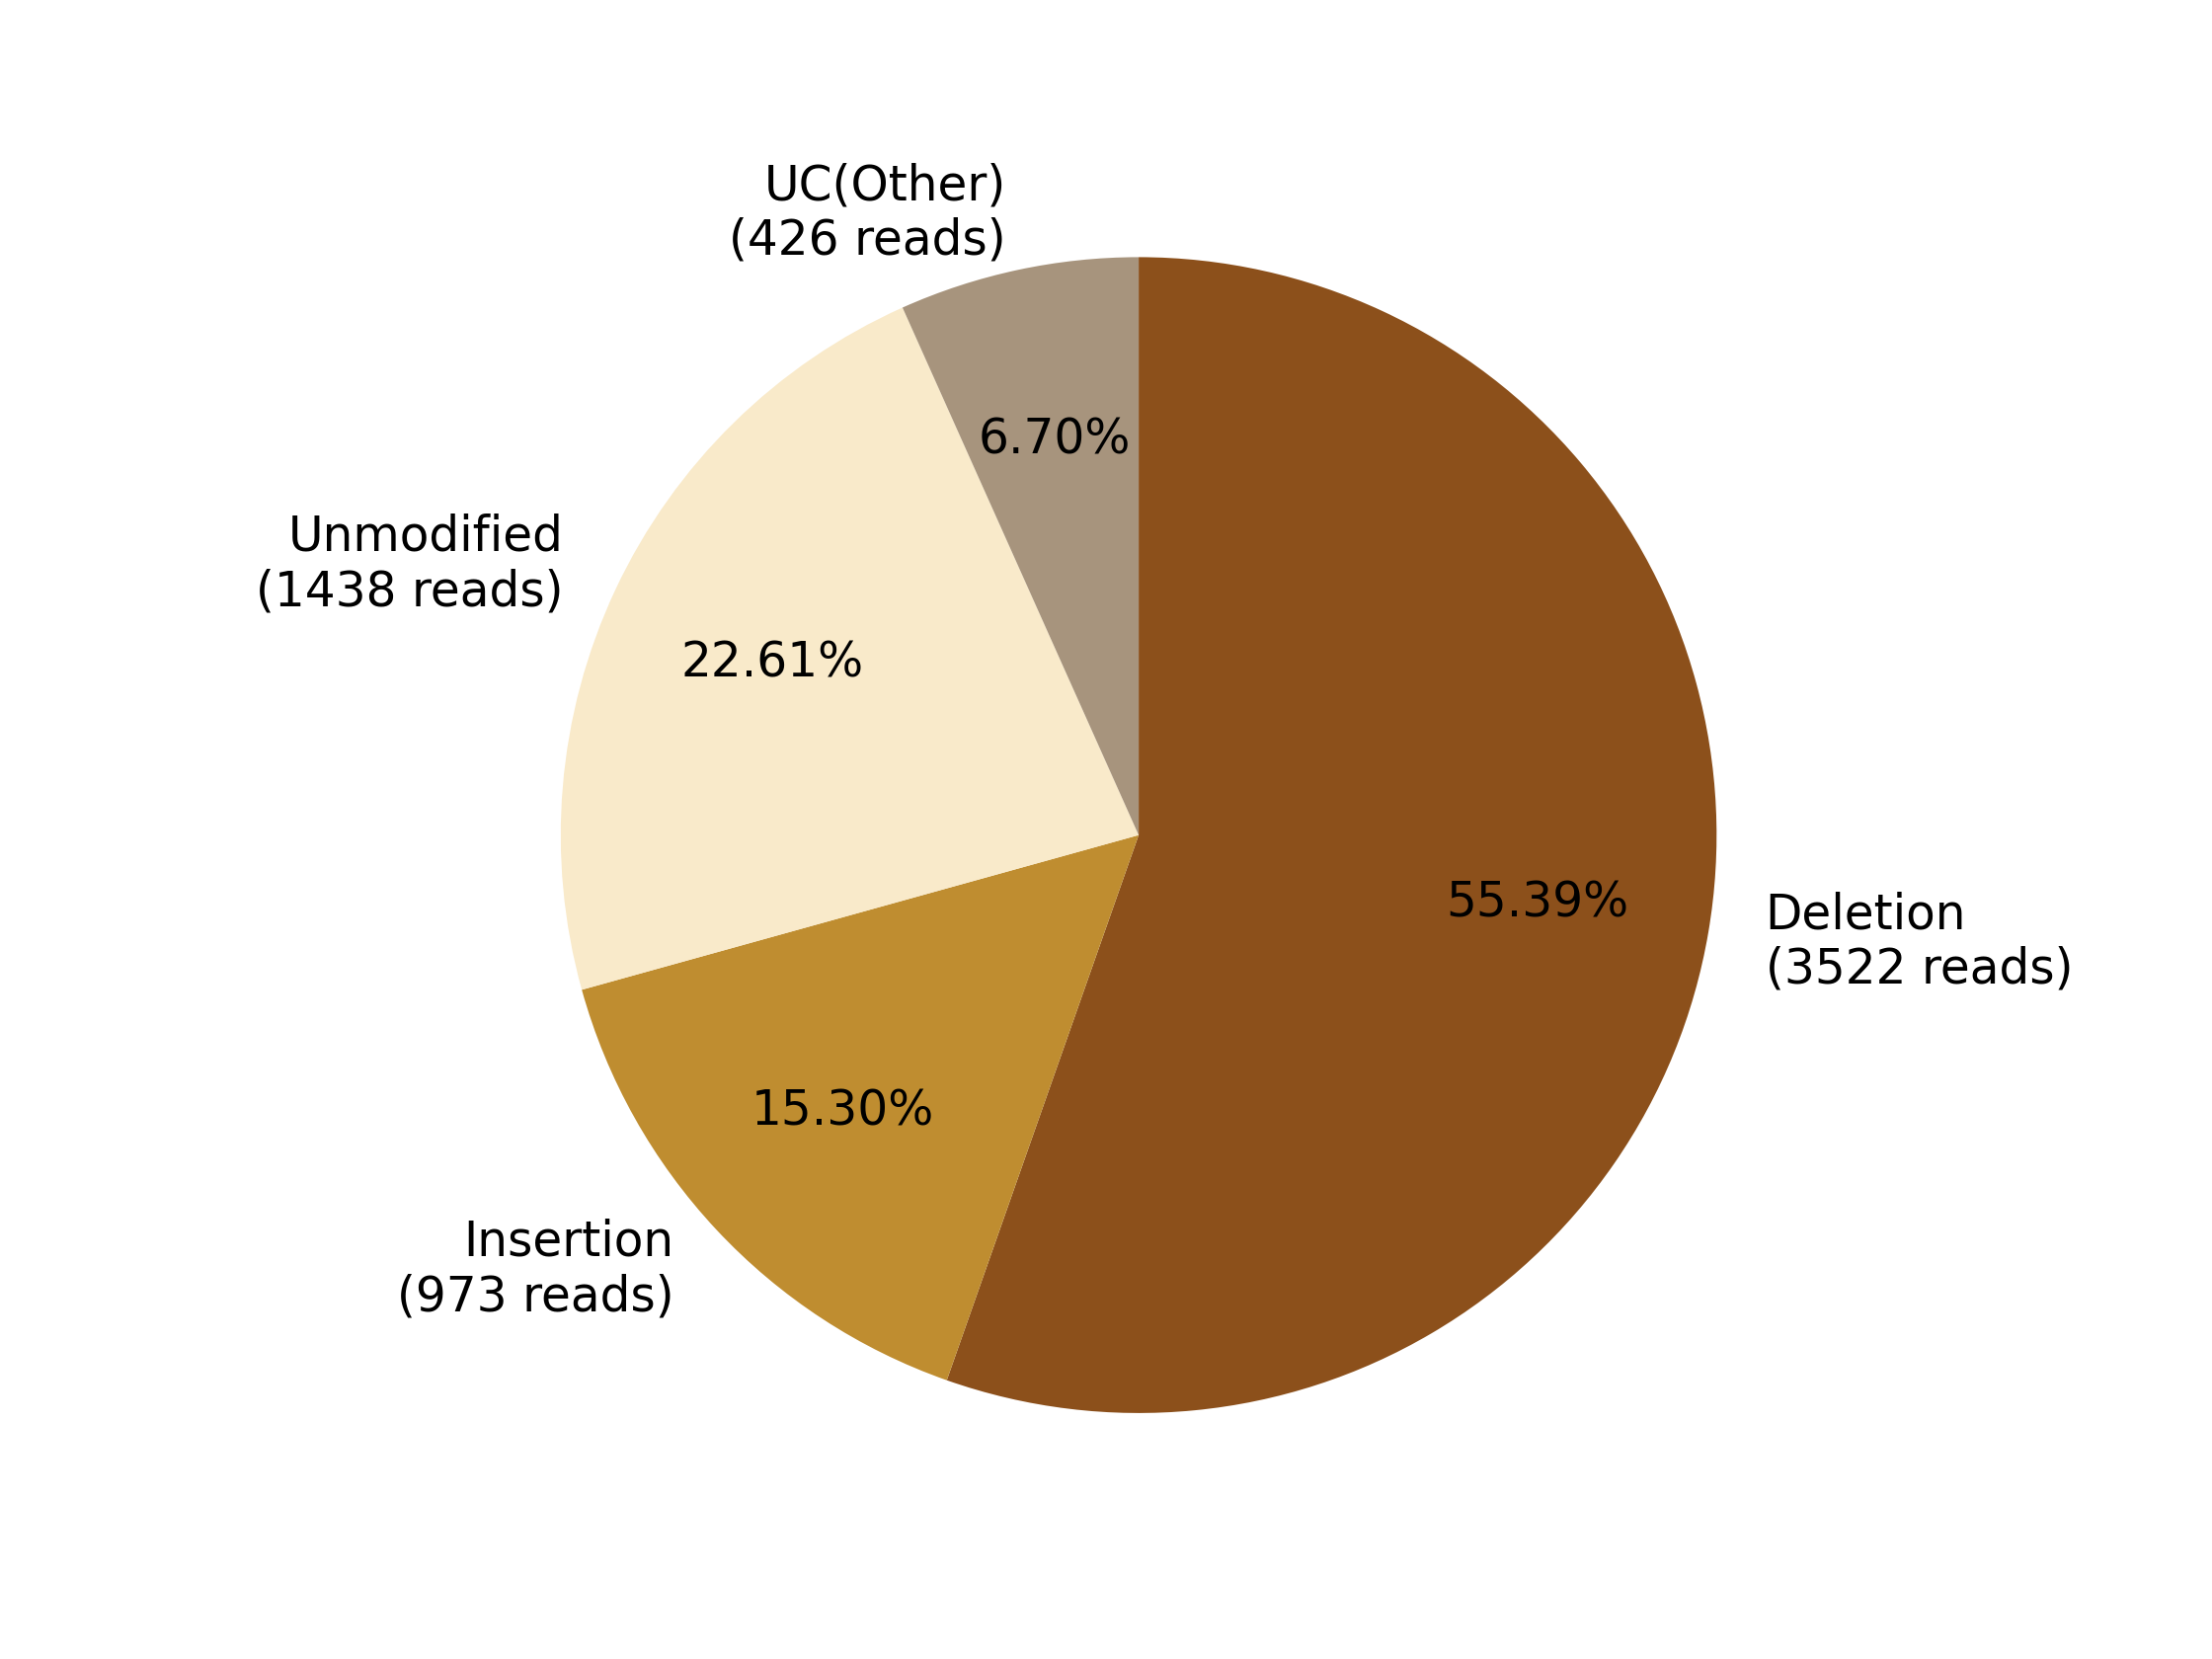 UC(Other)
(426 reads)
6.70%
Unmodified
(1438 reads)
22.61%
55.39%
Deletion
(3522 reads)
15.30%
Insertion
(973 reads)